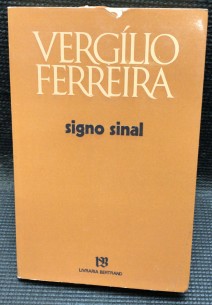 VERGÍLIO
FERREIRA
signo sinal
LIVRARIA BERTRAND